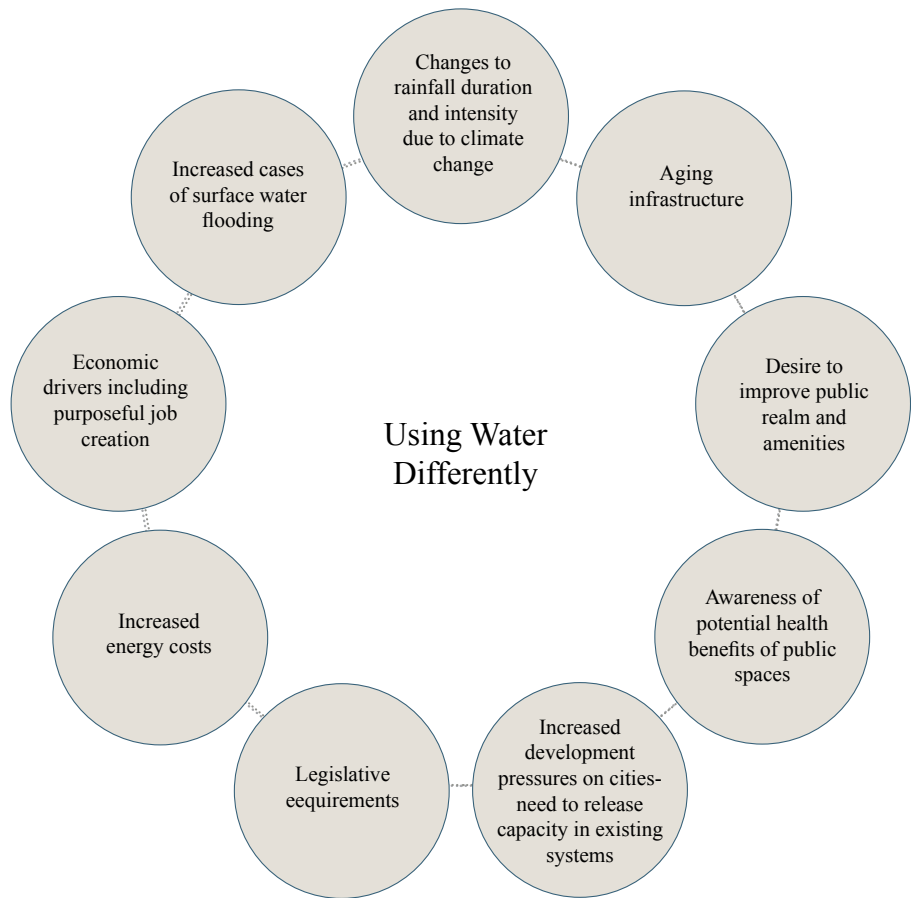 Changes to
rainfall duration
and intensity
due to climate
change
Aging
infrastructure
Desire to
improve public
realm and
amenities
Awareness of
potential health
benefits of public
spaces
Increased
development
pressures on cities-
need to release
capacity in existing
systems
Legislative
eequirements
Increased
energy costs
Economic
drivers including
purposeful job
creation
Increased cases
of surface water
flooding
Using Water
Differently